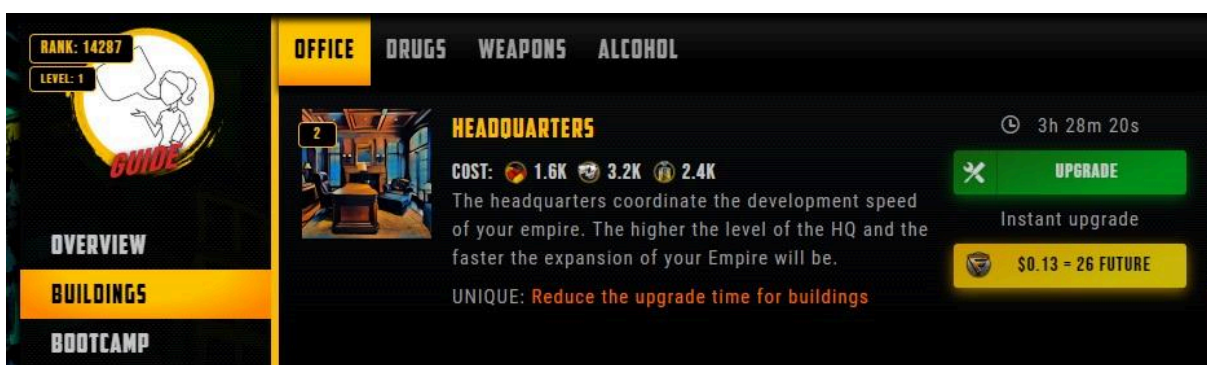 RANK: 14287
LEVEL: 1
GUIDE
OVERVIEW
BUILDINGS
BOOTCAMP
OFFICE DRUGS WEAPONS ALCOHOL
2
HEADQUARTERS
COST: 1.6K 3.2K 2.4K
The headquarters coordinate the development speed
of your empire. The higher the level of the HQ and the
faster the expansion of your Empire will be.
UNIQUE: Reduce the upgrade time for buildings
3h 28m 20s
UPGRADE
Instant upgrade
$0.13 = 26 FUTURE